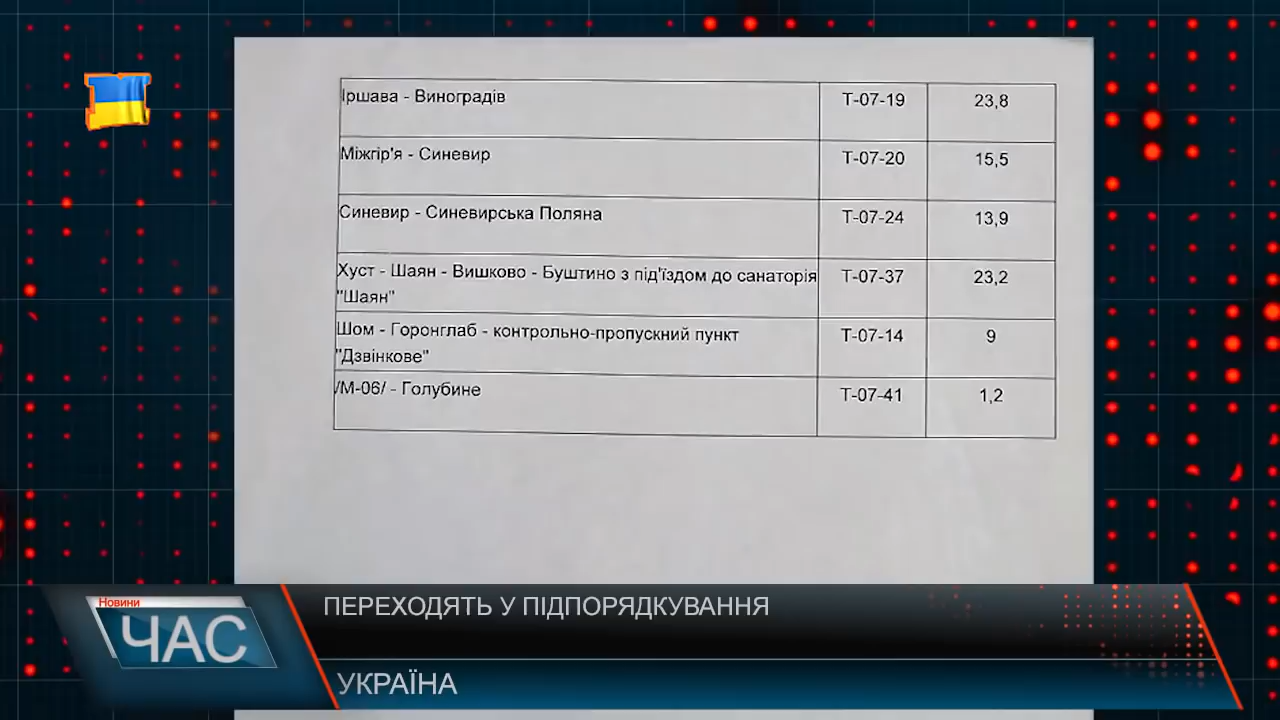 Іршава - Виноградів Т-07-19 23,8
Міжгір'я - Синевир Т-07-20 15,5
Синевир - Синевирська Поляна Т-07-24 13,9
Хуст - Шаян - Вишково - Буштино з під'їздом до санаторія Т-07-37 23,2
"Шаян"
Шом - Горонглаб - контрольно-пропускний пункт Т-07-14 9
"Дзвінкове"
/М-06/ - Голубине Т-07-41 1,2
Новини
ЧАС
ПЕРЕХОДЯТЬ У ПІДПОРЯДКУВАННЯ
УКРАЇНА